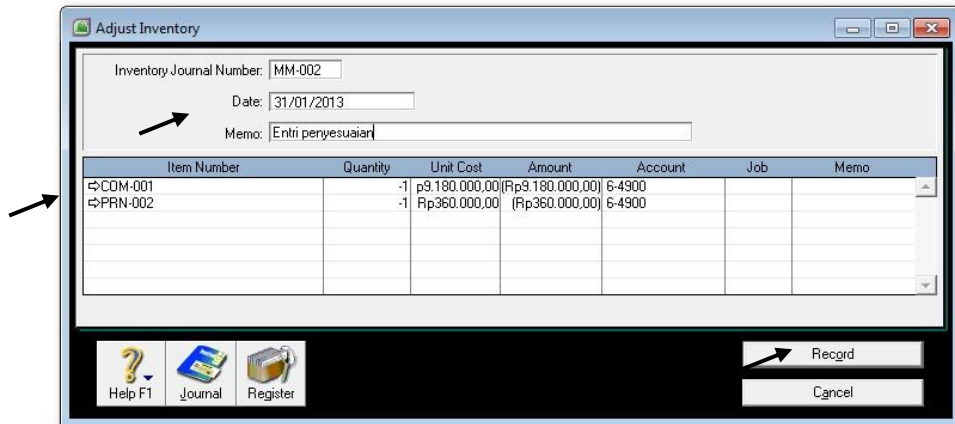 Adjust Inventory
Inventory Journal Number: MM-002
Date: 31/01/2013
Memo: Entri penyesuaian
Item Number Quantity Unit Cost Amount Account Job Memo
COM-001 -1 p9.180.000,00 (Rp9.180.000,00) 6-4900
PRN-002 -1 Rp360.000,00 (Rp360.000,00) 6-4900
Help F1 Journal Register
Record
Cancel